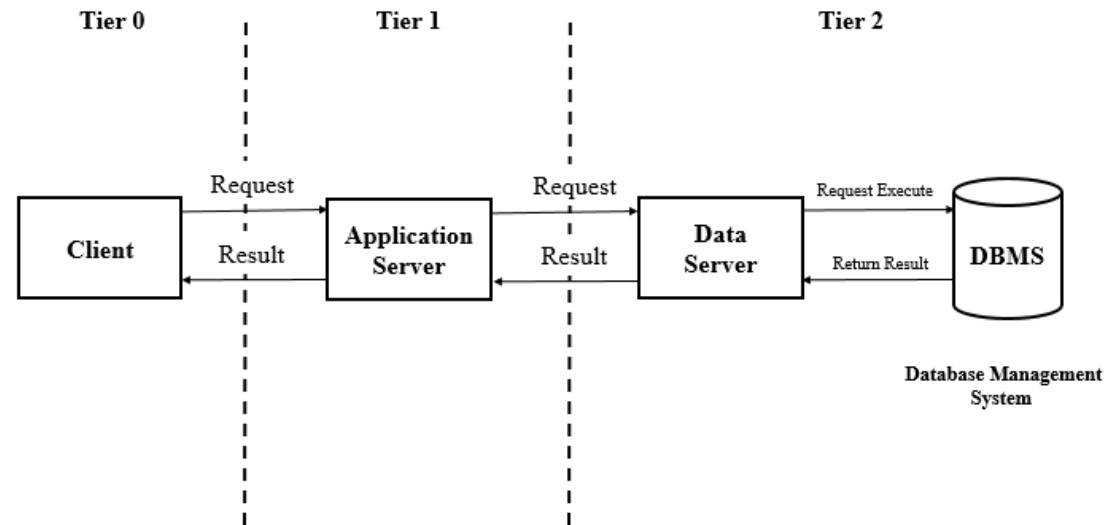 Tier 0
Tier 1
Tier 2
Request
Request
Request Execute
Client
Application
Server
Data
Server
DBMS
Result
Result
Return Result
Database Management
System